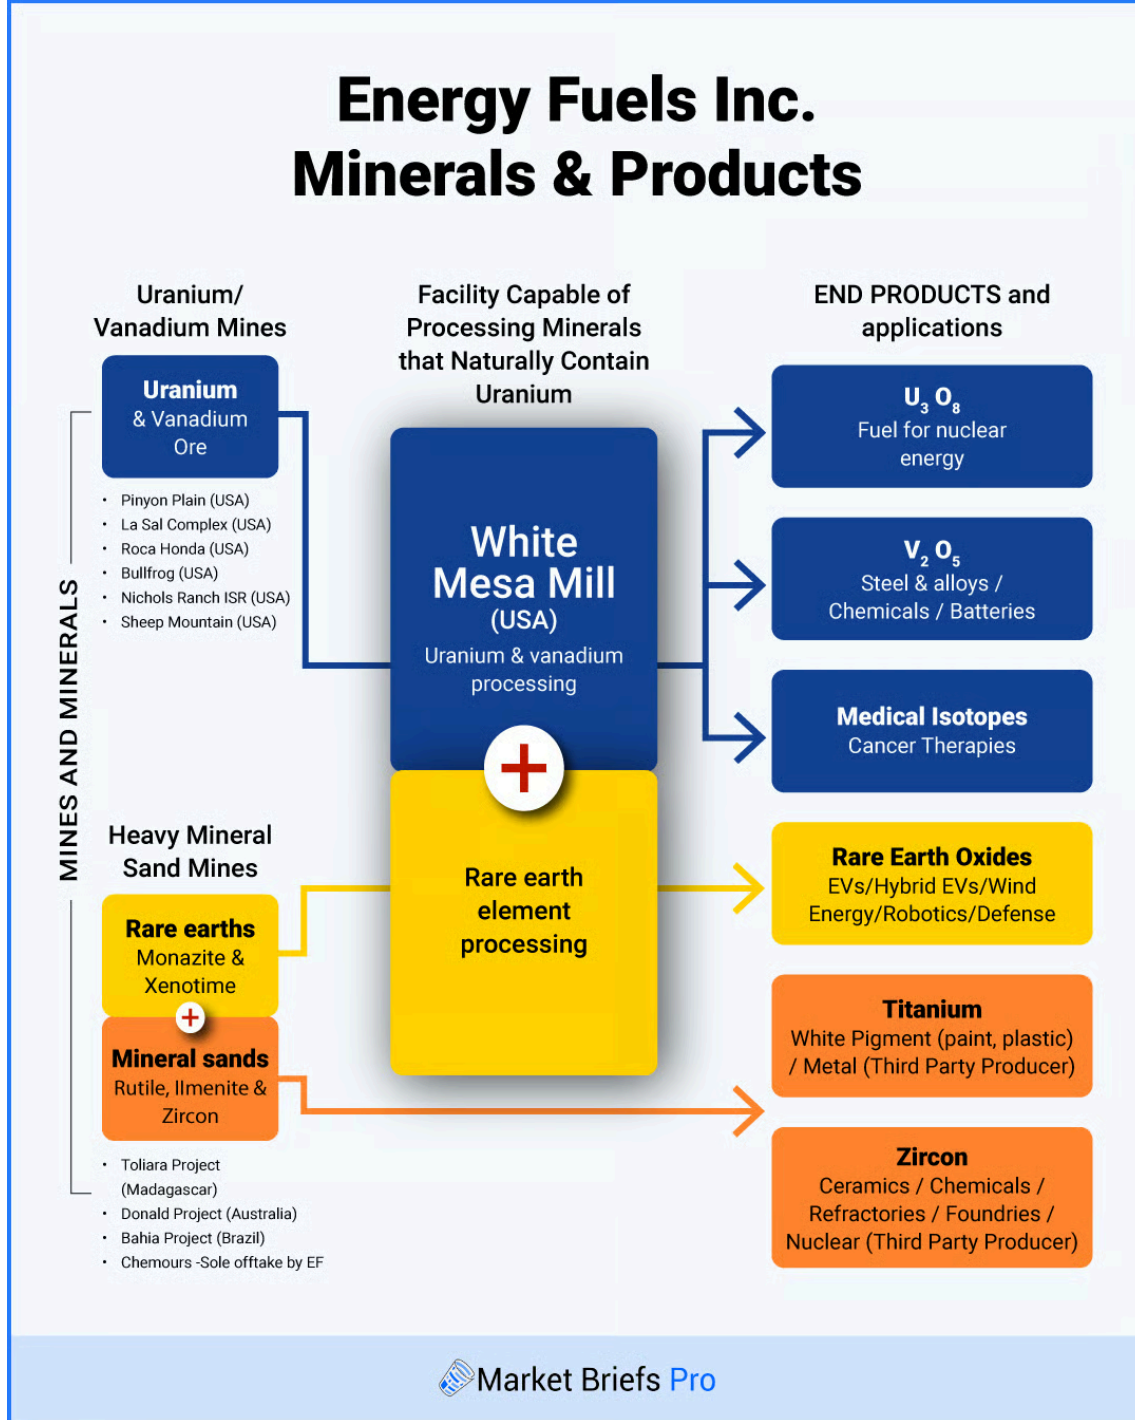 Energy Fuels Inc.
Minerals & Products
Uranium/
Vanadium Mines
Uranium
& Vanadium
Ore
• Pinyon Plain (USA)
• La Sal Complex (USA)
• Roca Honda (USA)
• Bullfrog (USA)
• Nichols Ranch ISR (USA)
• Sheep Mountain (USA)
MINES AND MINERALS
Heavy Mineral
Sand Mines
Rare earths
Monazite &
Xenotime
+
Mineral sands
Rutile, Ilmenite &
Zircon
• Toliara Project
(Madagascar)
• Donald Project (Australia)
• Bahia Project (Brazil)
• Chemours -Sole offtake by EF
Facility Capable of
Processing Minerals
that Naturally Contain
Uranium
White
Mesa Mill
(USA)
Uranium & vanadium
processing
+
Rare earth
element
processing
END PRODUCTS and
applications
U₃ O₈
Fuel for nuclear
energy
V₂ O₅
Steel & alloys /
Chemicals / Batteries
Medical Isotopes
Cancer Therapies
Rare Earth Oxides
EVs/Hybrid EVs/Wind
Energy/Robotics/Defense
Titanium
White Pigment (paint, plastic)
/ Metal (Third Party Producer)
Zircon
Ceramics / Chemicals /
Refractories / Foundries /
Nuclear (Third Party Producer)
Market Briefs Pro